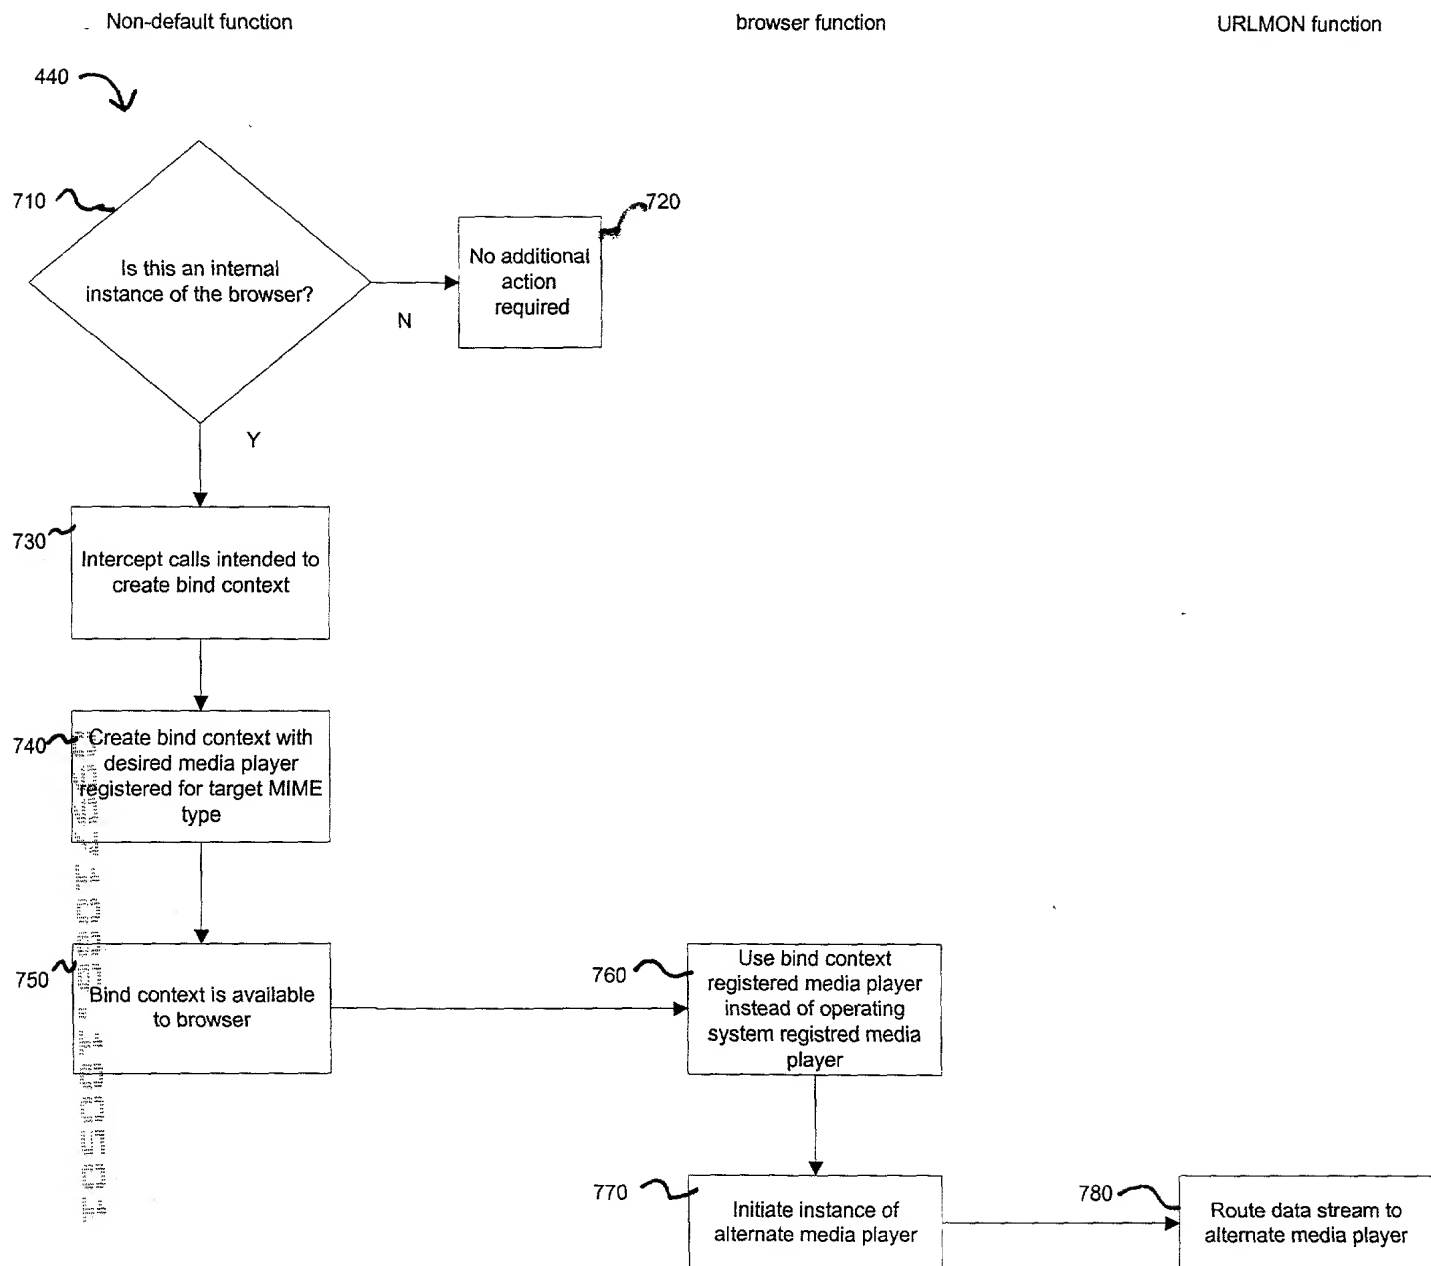 Non-default function
browser function
URLMON function
440
710
Is this an internal
instance of the browser?
N
720
No additional
action
required
Y
730
Intercept calls intended to
create bind context
740
Create bind context with
desired media player
registered for target MIME
type
750
Bind context is available
to browser
760
Use bind context
registered media player
instead of operating
system registred media
player
770
Initiate instance of
alternate media player
780
Route data stream to
alternate media player